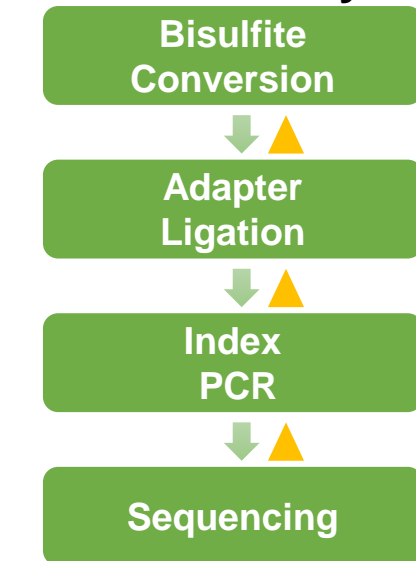 Bisulfite
Conversion
Adapter
Ligation
Index
PCR
Sequencing